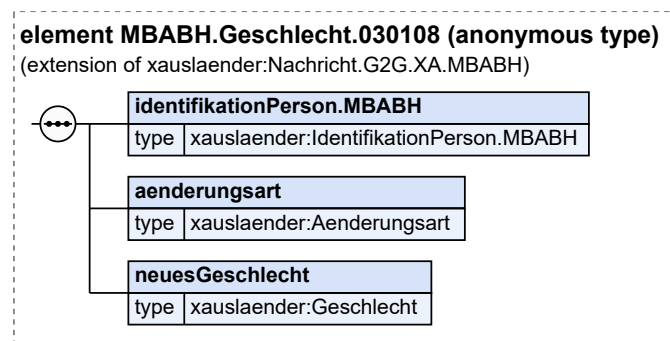 element MBABH.Geschlecht.030108 (anonymous type)
(extension of xauslaender:Nachricht.G2G.XA.MBABH)
identifikationPerson.MBABH
type xauslaender:IdentifikationPerson.MBABH
aenderungsart
type xauslaender:Aenderungsart
neuesGeschlecht
type xauslaender:Geschlecht